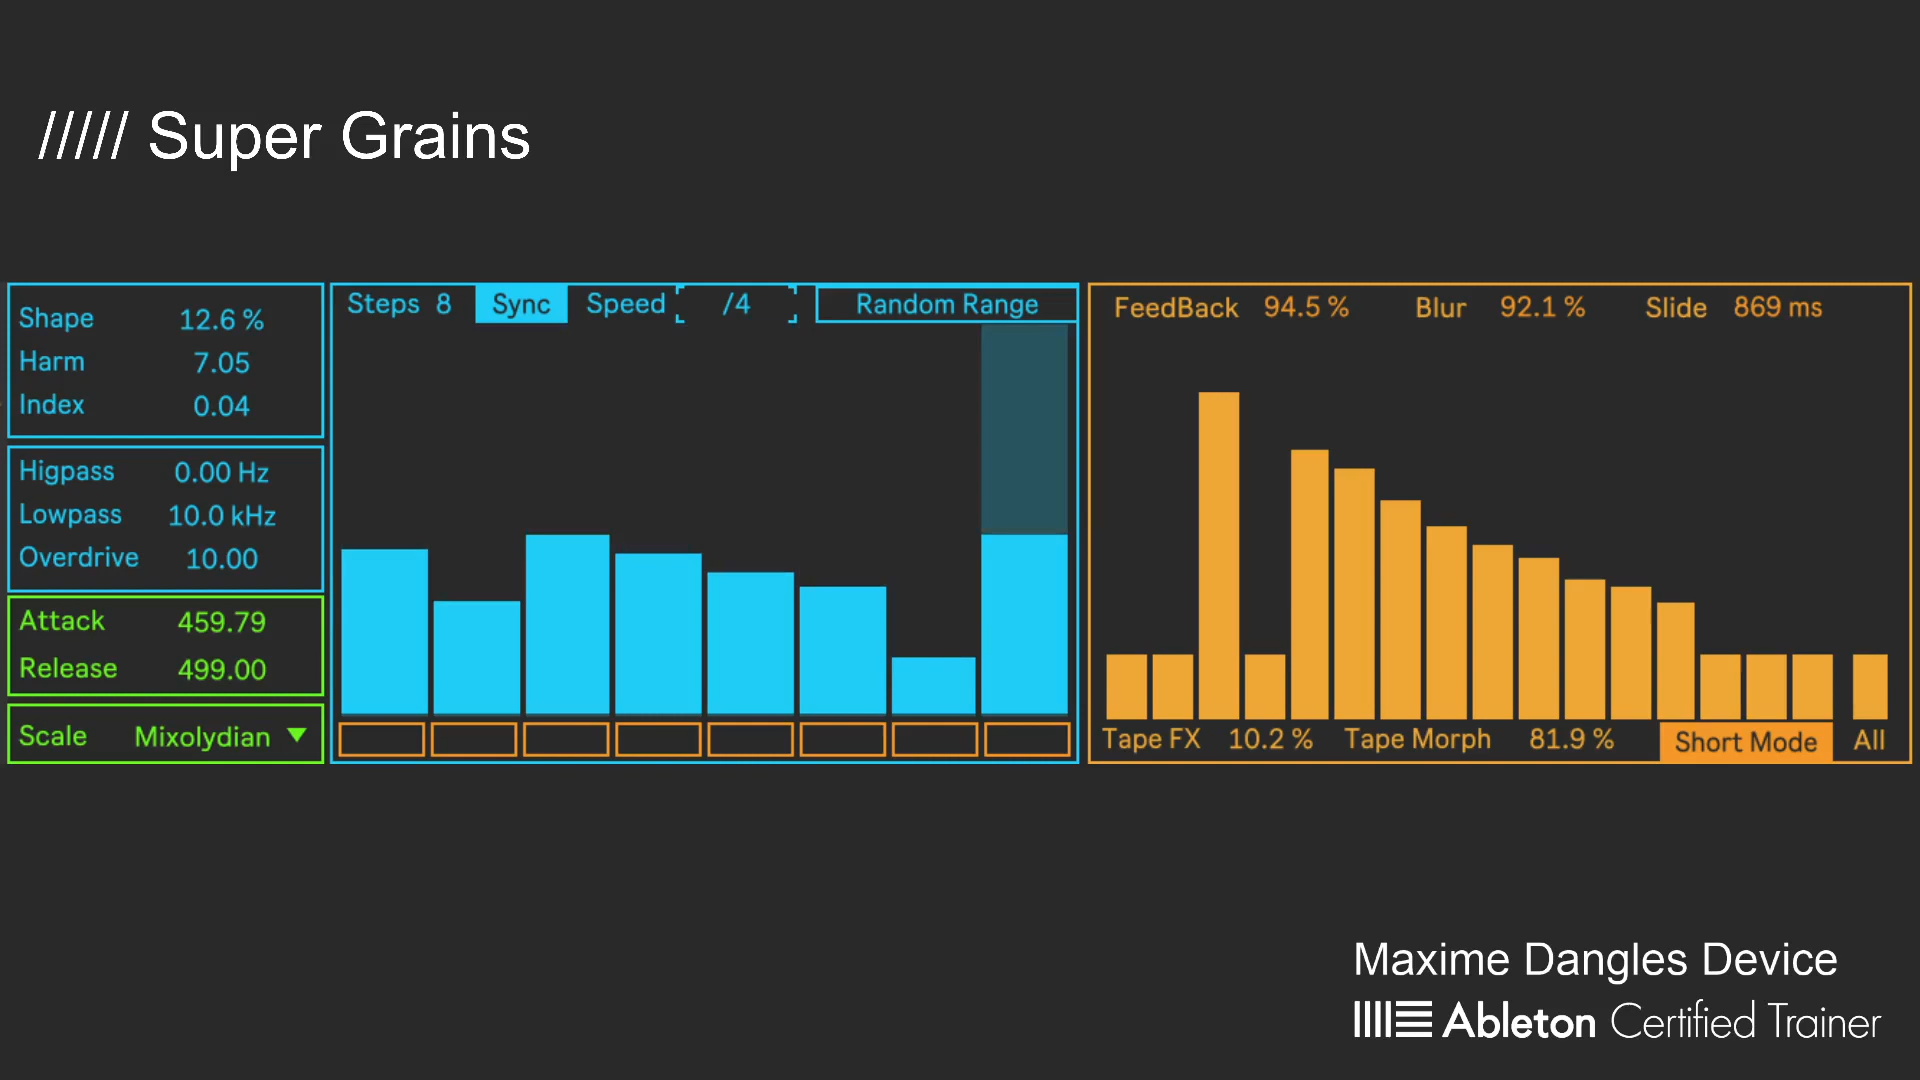 ///// Super Grains
Shape 12.6 %
Harm 7.05
Index 0.04
Higpass 0.00 Hz
Lowpass 10.0 kHz
Overdrive 10.00
Attack 459.79
Release 499.00
Scale Mixolydian
Steps 8 Sync Speed /4 Random Range
FeedBack 94.5 % Blur 92.1 % Slide 869 ms
Tape FX 10.2 % Tape Morph 81.9 % Short Mode All
Maxime Dangles Device
Ableton Certified Trainer